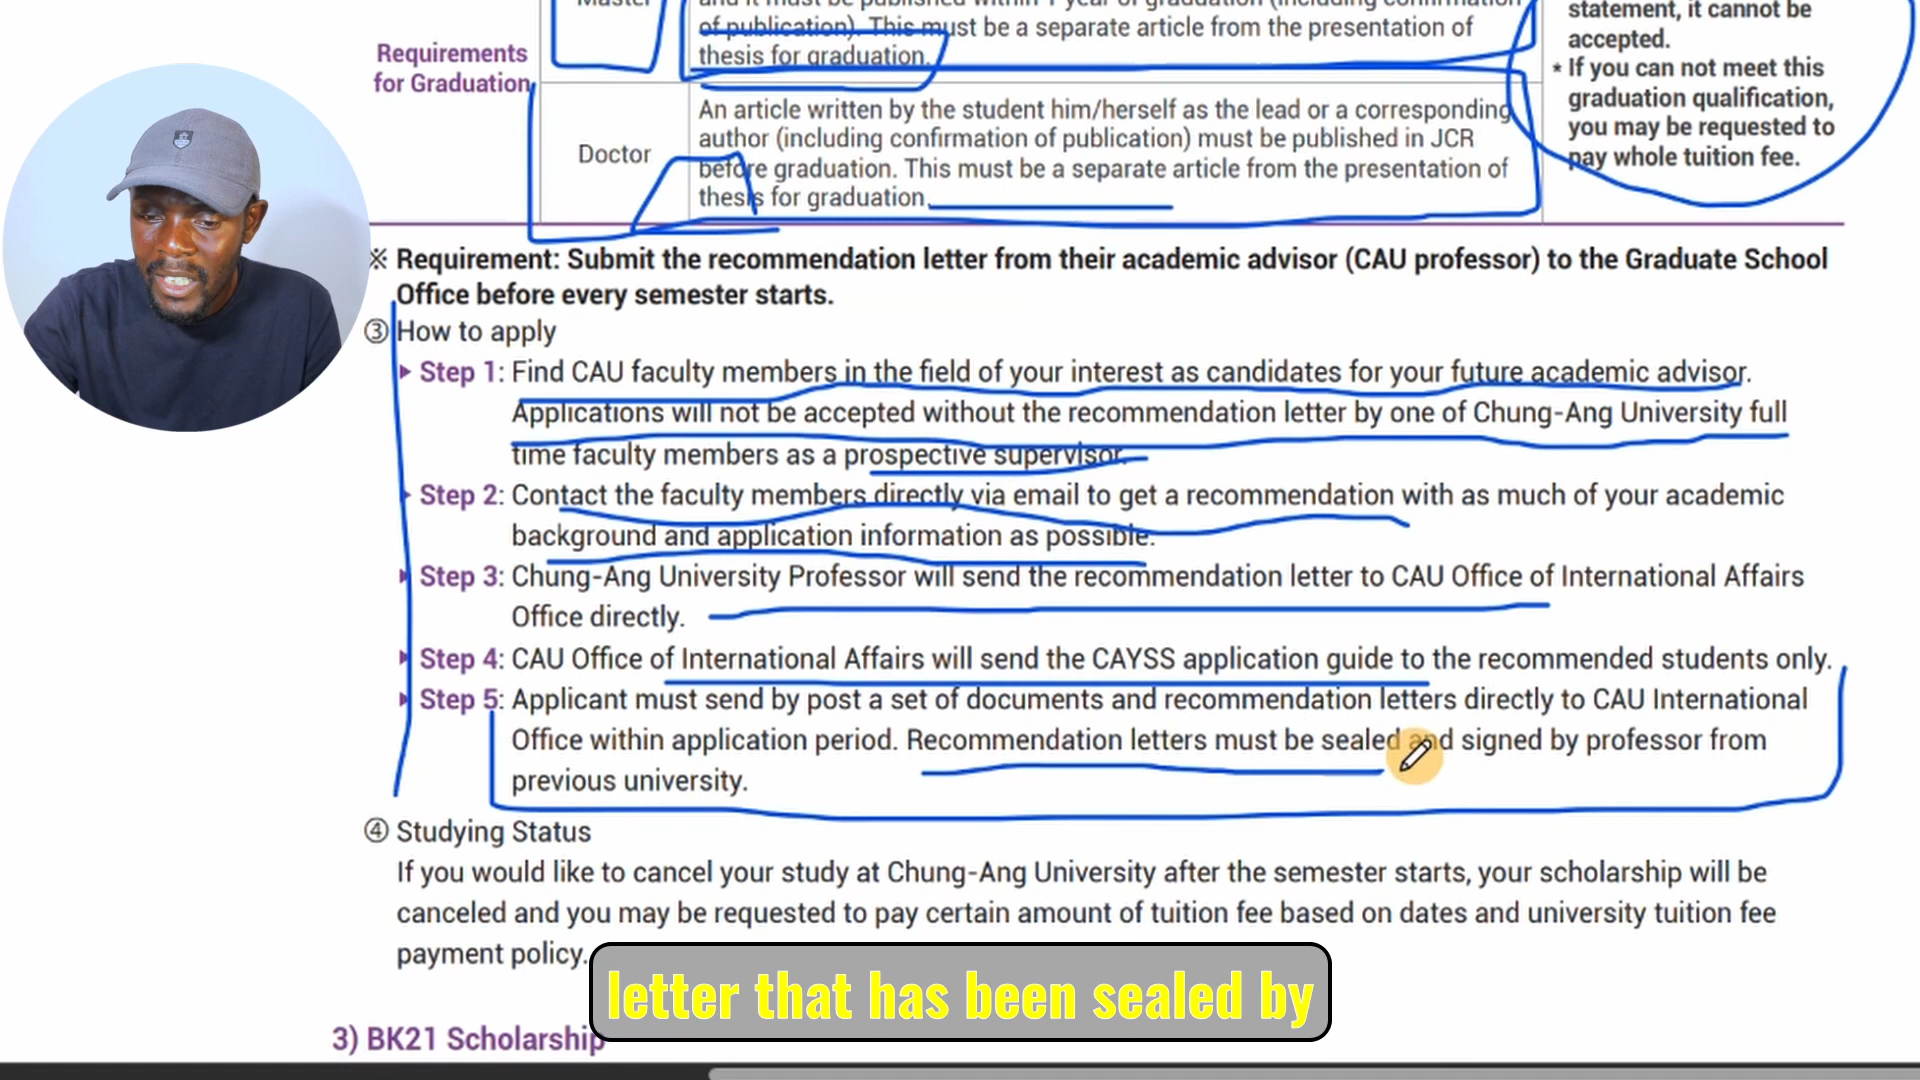 Master
and it must be published within 1 year of graduation (including confirmation
of publication). This must be a separate article from the presentation of
thesis for graduation.
statement, it cannot be
accepted.
* If you can not meet this
graduation qualification,
you may be requested to
pay whole tuition fee.
Requirements
for Graduation
Doctor
An article written by the student him/herself as the lead or a corresponding
author (including confirmation of publication) must be published in JCR
before graduation. This must be a separate article from the presentation of
thesis for graduation.
※ Requirement: Submit the recommendation letter from their academic advisor (CAU professor) to the Graduate School
Office before every semester starts.
③ How to apply
▶ Step 1: Find CAU faculty members in the field of your interest as candidates for your future academic advisor.
Applications will not be accepted without the recommendation letter by one of Chung-Ang University full
time faculty members as a prospective supervisor.
▶ Step 2: Contact the faculty members directly via email to get a recommendation with as much of your academic
background and application information as possible.
▶ Step 3: Chung-Ang University Professor will send the recommendation letter to CAU Office of International Affairs
Office directly.
▶ Step 4: CAU Office of International Affairs will send the CAYSS application guide to the recommended students only.
▶ Step 5: Applicant must send by post a set of documents and recommendation letters directly to CAU International
Office within application period. Recommendation letters must be sealed and signed by professor from
previous university.
④ Studying Status
If you would like to cancel your study at Chung-Ang University after the semester starts, your scholarship will be
canceled and you may be requested to pay certain amount of tuition fee based on dates and university tuition fee
payment policy.
letter that has been sealed by
3) BK21 Scholarship